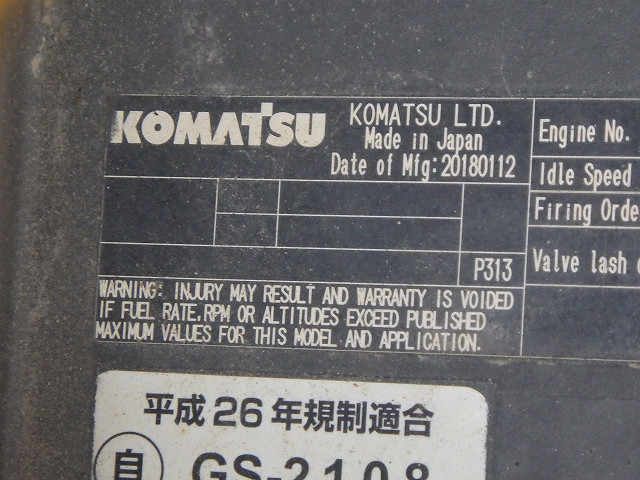 KOMATSU
KOMATSU LTD.
Made in Japan
Date of Mfg:20180112
Engine No.
Idle Speed
Firing Orde
Valve lash
P313
WARNING: INJURY MAY RESULT AND WARRANTY IS VOIDED
IF FUEL RATE,RPM OR ALTITUDES EXCEED PUBLISHED
MAXIMUM VALUES FOR THIS MODEL AND APPLICATION.
平成26年規制適合
自
GS-2108